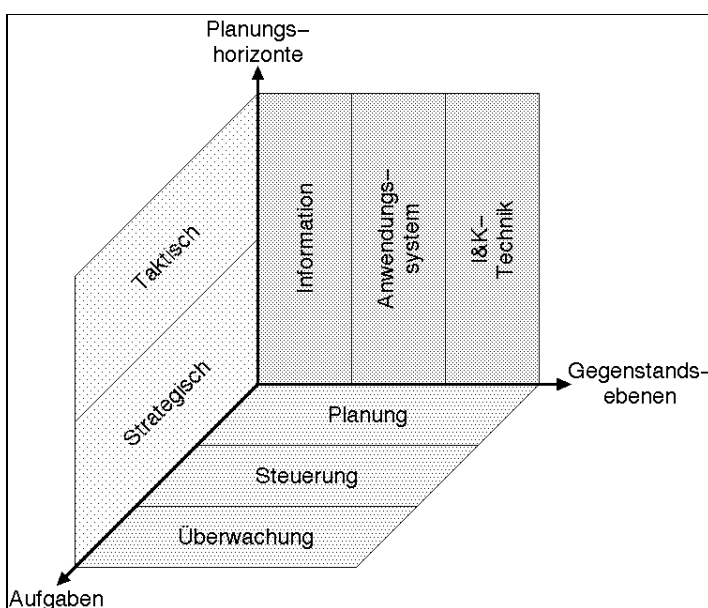 Planungs–
horizonte
Taktisch
Strategisch
Information
Anwendungs–
system
I&K–
Technik
Gegenstands–
ebenen
Planung
Steuerung
Überwachung
Aufgaben